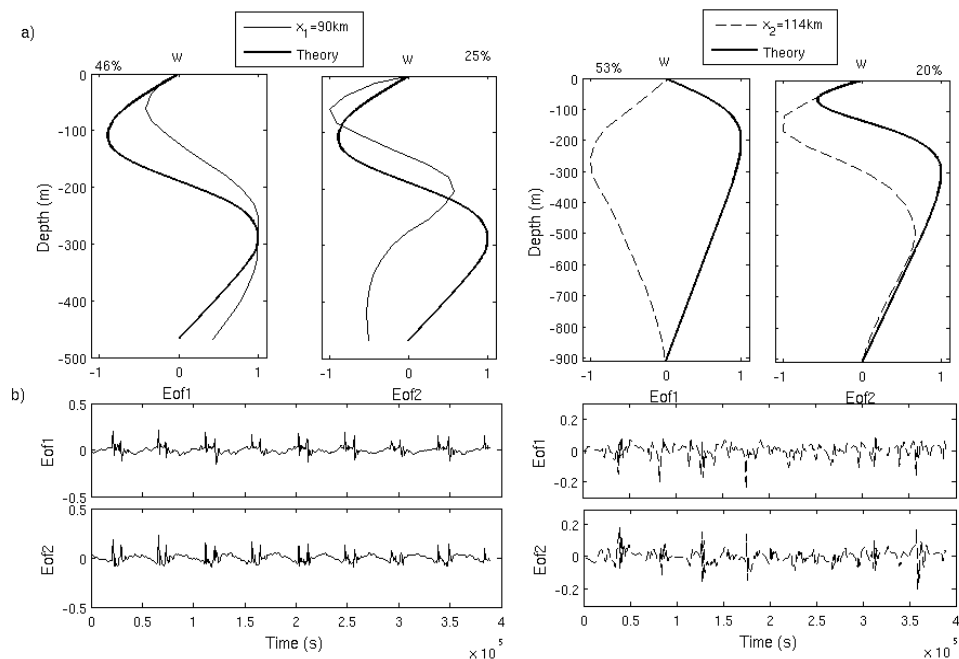 a)
x₁=90km
Theory
x₂=114km
Theory
46%
w
25%
w
53%
w
20%
w
0
-100
-200
-300
-400
-500
Depth (m)
-1
0
1
-1
0
1
Eof1
Eof2
0
-100
-200
-300
-400
-500
-600
-700
-800
-900
Depth (m)
-1
0
1
-1
0
1
Eof1
Eof2
b)
0.5
0
-0.5
Eof1
0.5
0
-0.5
Eof2
0
0.5
1
1.5
2
2.5
3
3.5
4
Time (s)
× 10⁵
0.2
0
-0.2
Eof1
0.2
0
-0.2
Eof2
0
0.5
1
1.5
2
2.5
3
3.5
4
Time (s)
× 10⁵